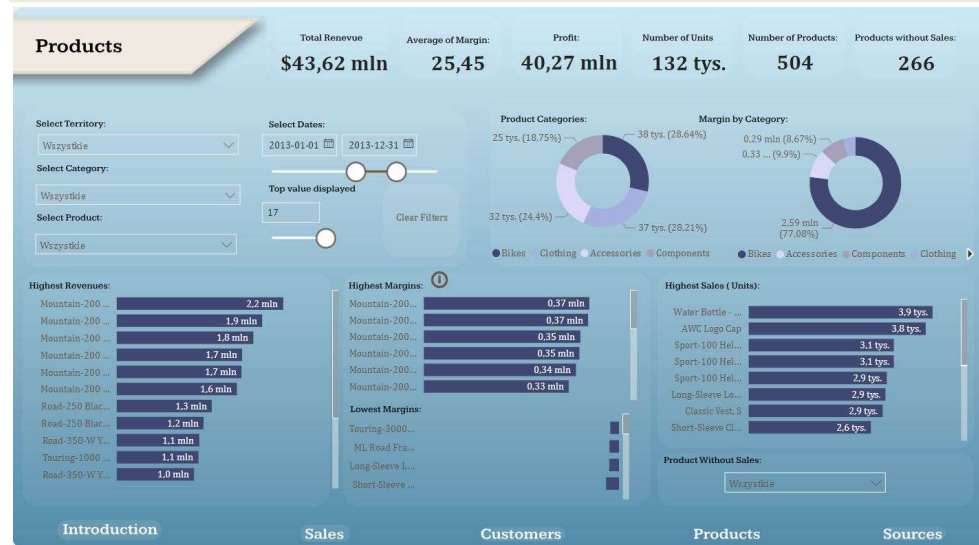 Products
Total Renevue
$43,62 mln
Average of Margin:
25,45
Profit:
40,27 mln
Number of Units
132 tys.
Number of Products:
504
Products without Sales:
266
Select Territory:
Wszystkie
Select Category:
Wszystkie
Select Product:
Wszystkie
Select Dates:
2013-01-01
2013-12-31
Top value displayed
17
Clear Filters
Product Categories:
25 tys. (18.75%)
38 tys. (28.64%)
32 tys. (24.4%)
37 tys. (28.21%)
Bikes Clothing Accessories Components
Margin by Category:
0.29 mln (8.67%)
0.33 ... (9.9%)
2,59 mln
(77.08%)
Bikes Accessories Components Clothing
Highest Revenues:
Mountain-200 ... 2,2 mln
Mountain-200 ... 1,9 mln
Mountain-200 ... 1,8 mln
Mountain-200 ... 1,7 mln
Mountain-200 ... 1,7 mln
Mountain-200 ... 1,6 mln
Road-250 Blac... 1,3 mln
Road-250 Blac... 1,2 mln
Road-350-W Y... 1,1 mln
Touring-1000 ... 1,1 mln
Road-350-W Y... 1,0 mln
Highest Margins:
Mountain-200... 0,37 mln
Mountain-200... 0,37 mln
Mountain-200... 0,35 mln
Mountain-200... 0,35 mln
Mountain-200... 0,34 mln
Mountain-200... 0,33 mln
Lowest Margins:
Touring-3000...
ML Road Fra...
Long-Sleeve L...
Short-Sleeve ...
Highest Sales ( Units):
Water Bottle - ... 3,9 tys.
AWC Logo Cap 3,8 tys.
Sport-100 Hel... 3,1 tys.
Sport-100 Hel... 3,1 tys.
Sport-100 Hel... 2,9 tys.
Long-Sleeve Lo... 2,9 tys.
Classic Vest, S 2,9 tys.
Short-Sleeve Cl... 2,6 tys.
Product Without Sales:
Wszystkie
Introduction
Sales
Customers
Products
Sources